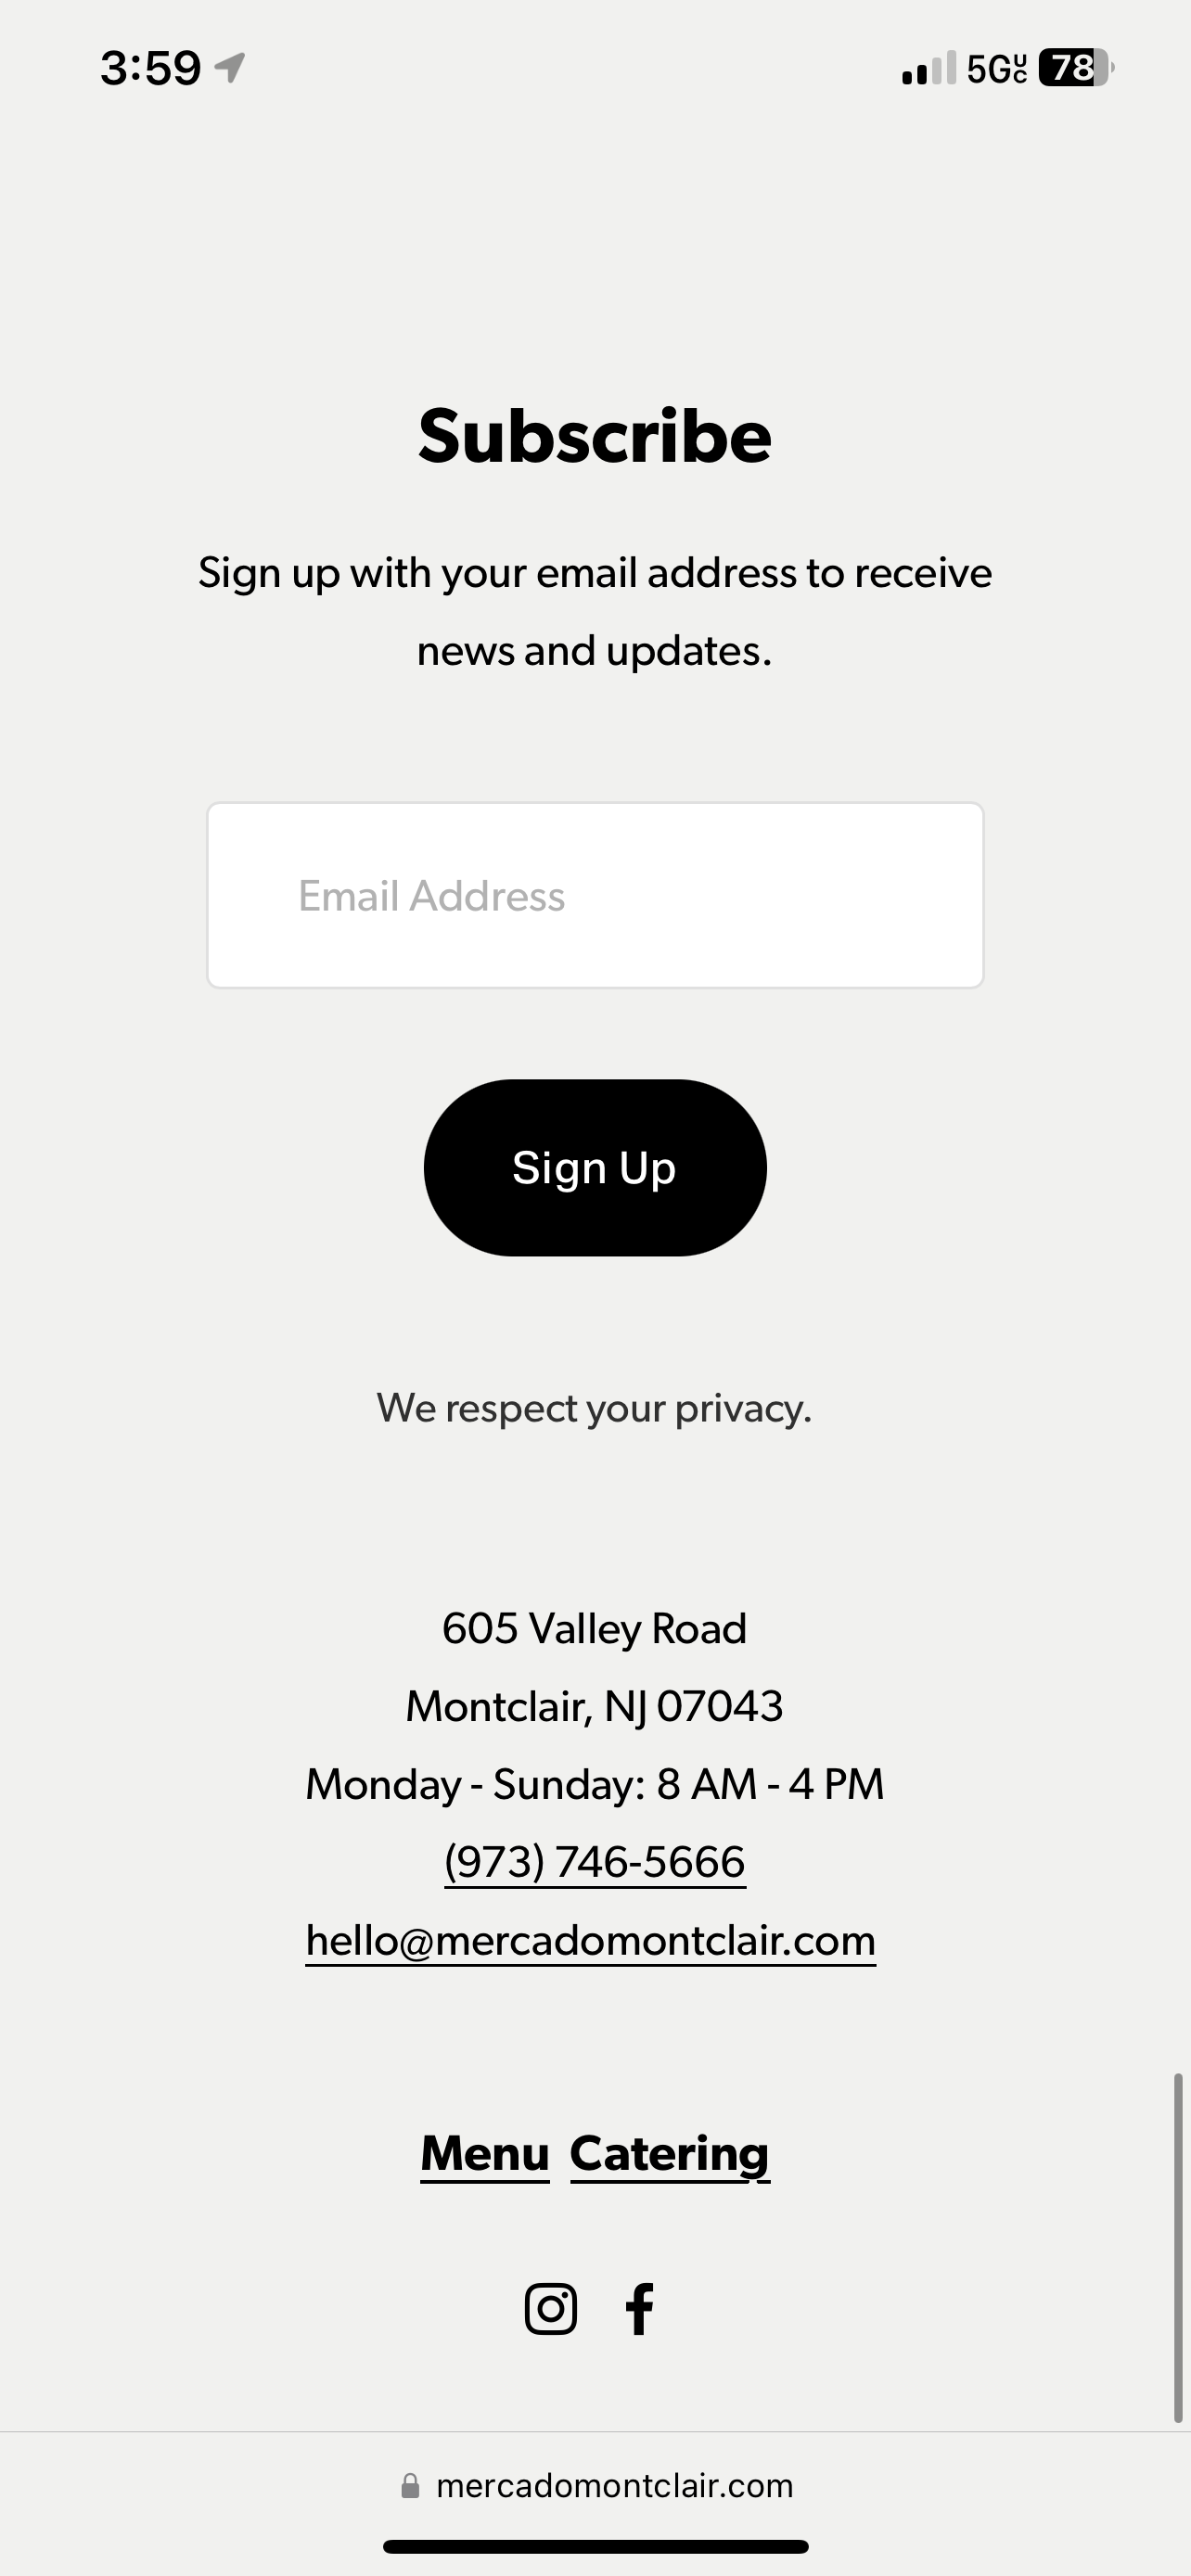 3:59
5GUC 78
Subscribe
Sign up with your email address to receive
news and updates.
Email Address
Sign Up
We respect your privacy.
605 Valley Road
Montclair, NJ 07043
Monday - Sunday: 8 AM - 4 PM
(973) 746-5666
hello@mercadomontclair.com
Menu Catering
mercadomontclair.com